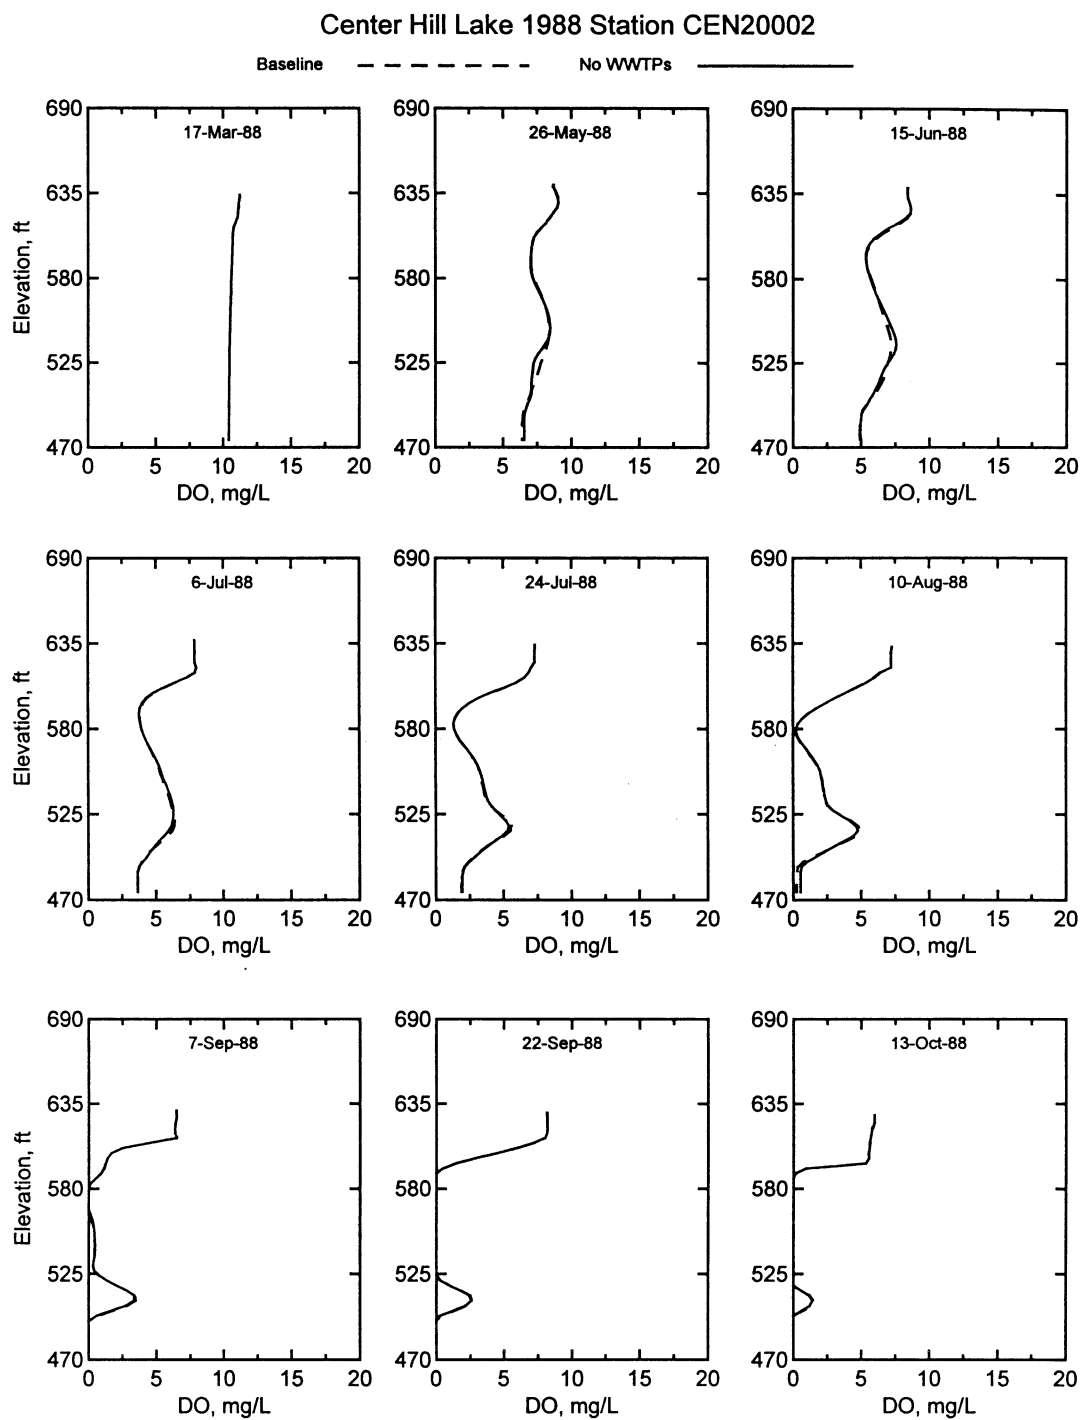 Center Hill Lake 1988 Station CEN20002
Baseline No WWTPs
17-Mar-88
690
635
580
525
470
Elevation, ft
0 5 10 15 20
DO, mg/L
26-May-88
690
635
580
525
470
0 5 10 15 20
DO, mg/L
15-Jun-88
690
635
580
525
470
0 5 10 15 20
DO, mg/L
6-Jul-88
690
635
580
525
470
Elevation, ft
0 5 10 15 20
DO, mg/L
24-Jul-88
690
635
580
525
470
0 5 10 15 20
DO, mg/L
10-Aug-88
690
635
580
525
470
0 5 10 15 20
DO, mg/L
7-Sep-88
690
635
580
525
470
Elevation, ft
0 5 10 15 20
DO, mg/L
22-Sep-88
690
635
580
525
470
0 5 10 15 20
DO, mg/L
13-Oct-88
690
635
580
525
470
0 5 10 15 20
DO, mg/L